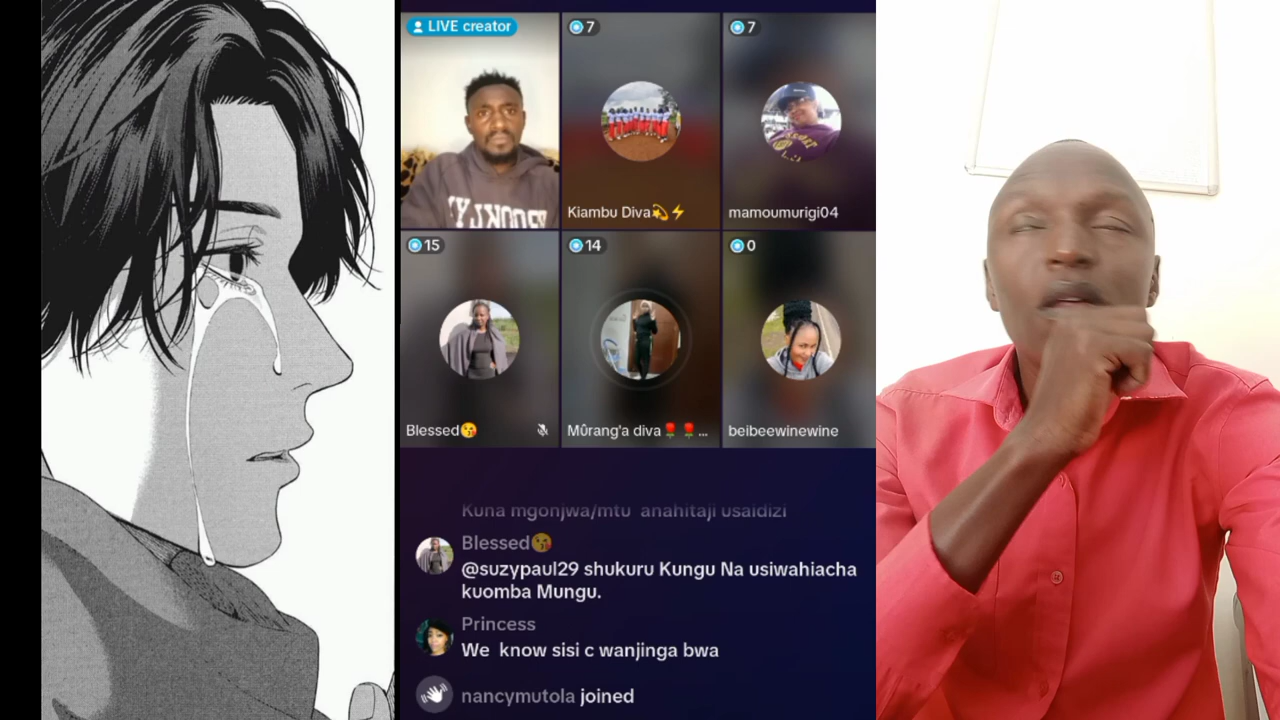 LIVE creator
7
7
Kiambu Diva💫⚡
mamoumurigi04
15
14
0
Blessed😘
Mûrang'a diva🌹🌹...
beibeewinewine
Kuna mgonjwa/mtu anahitaji usaidizi
Blessed😘
@suzypaul29 shukuru Kungu Na usiwahiacha
kuomba Mungu.
Princess
We know sisi c wanjinga bwa
nancymutola joined